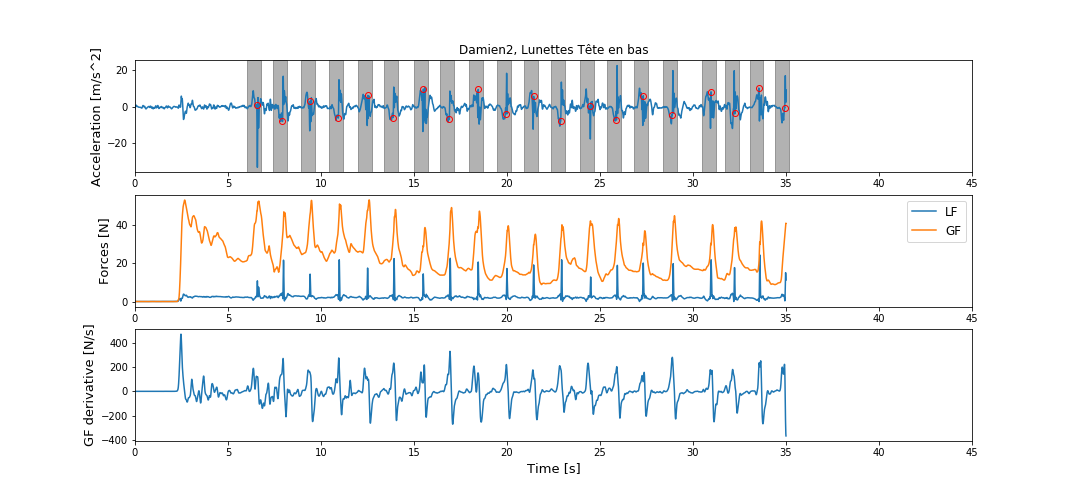 Damien2, Lunettes Tête en bas
Acceleration [m/s^2]
20
0
−20
0 5 10 15 20 25 30 35 40 45
Forces [N]
40
20
0
LF
GF
0 5 10 15 20 25 30 35 40 45
GF derivative [N/s]
400
200
0
−200
−400
0 5 10 15 20 25 30 35 40 45
Time [s]